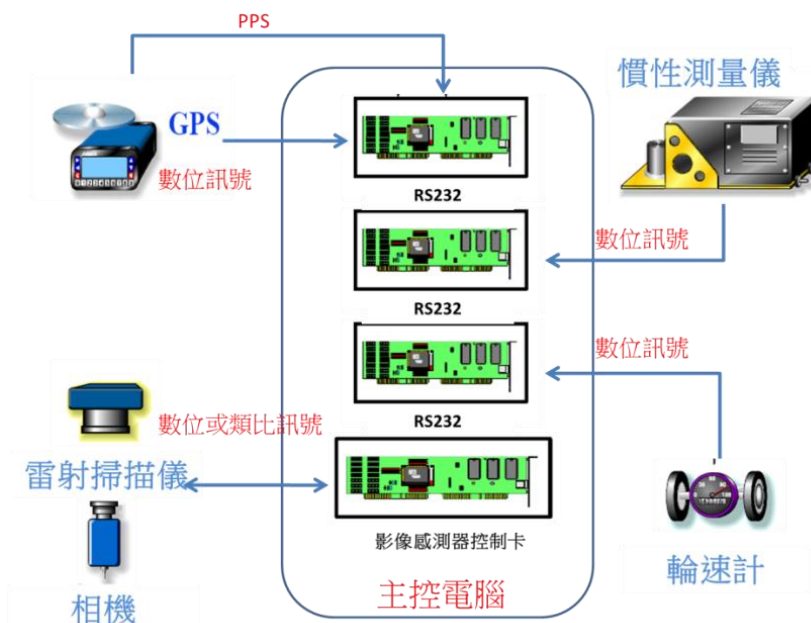 PPS
GPS
數位訊號
慣性測量儀
RS232
數位訊號
RS232
數位訊號
RS232
數位或類比訊號
雷射掃描儀
影像感測器控制卡
輪速計
相機
主控電腦